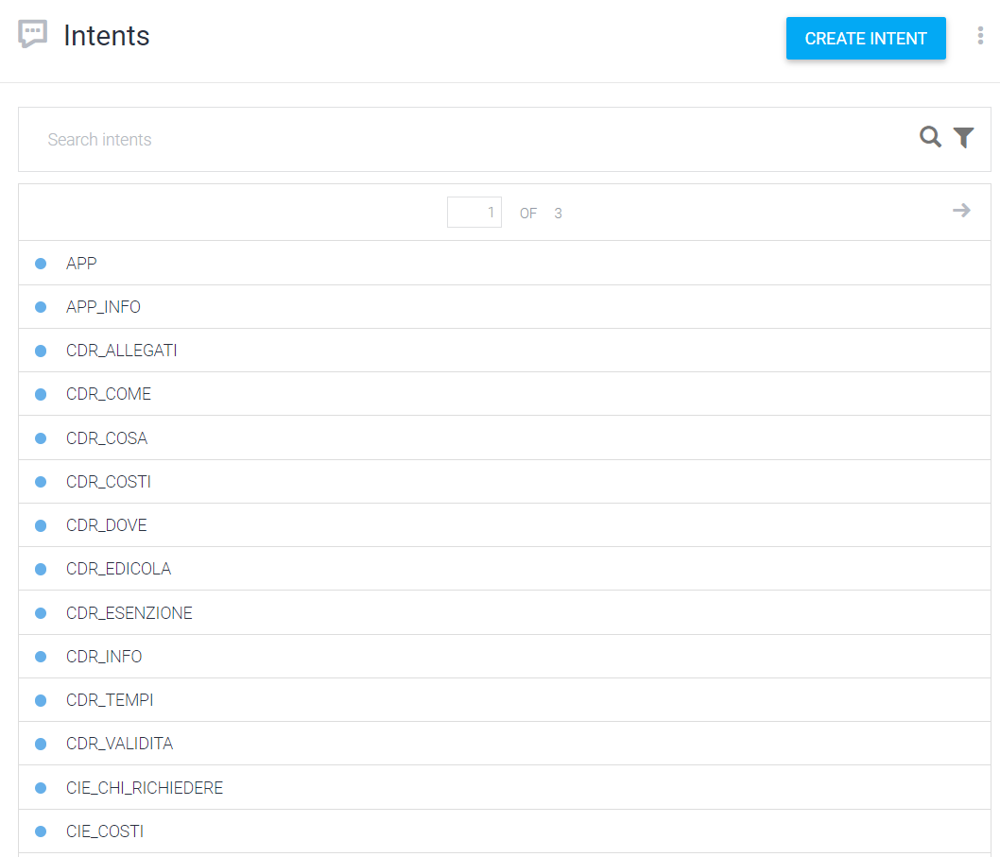 Intents
CREATE INTENT
Search intents
1 OF 3
APP
APP_INFO
CDR_ALLEGATI
CDR_COME
CDR_COSA
CDR_COSTI
CDR_DOVE
CDR_EDICOLA
CDR_ESENZIONE
CDR_INFO
CDR_TEMPI
CDR_VALIDITA
CIE_CHI_RICHIEDERE
CIE_COSTI